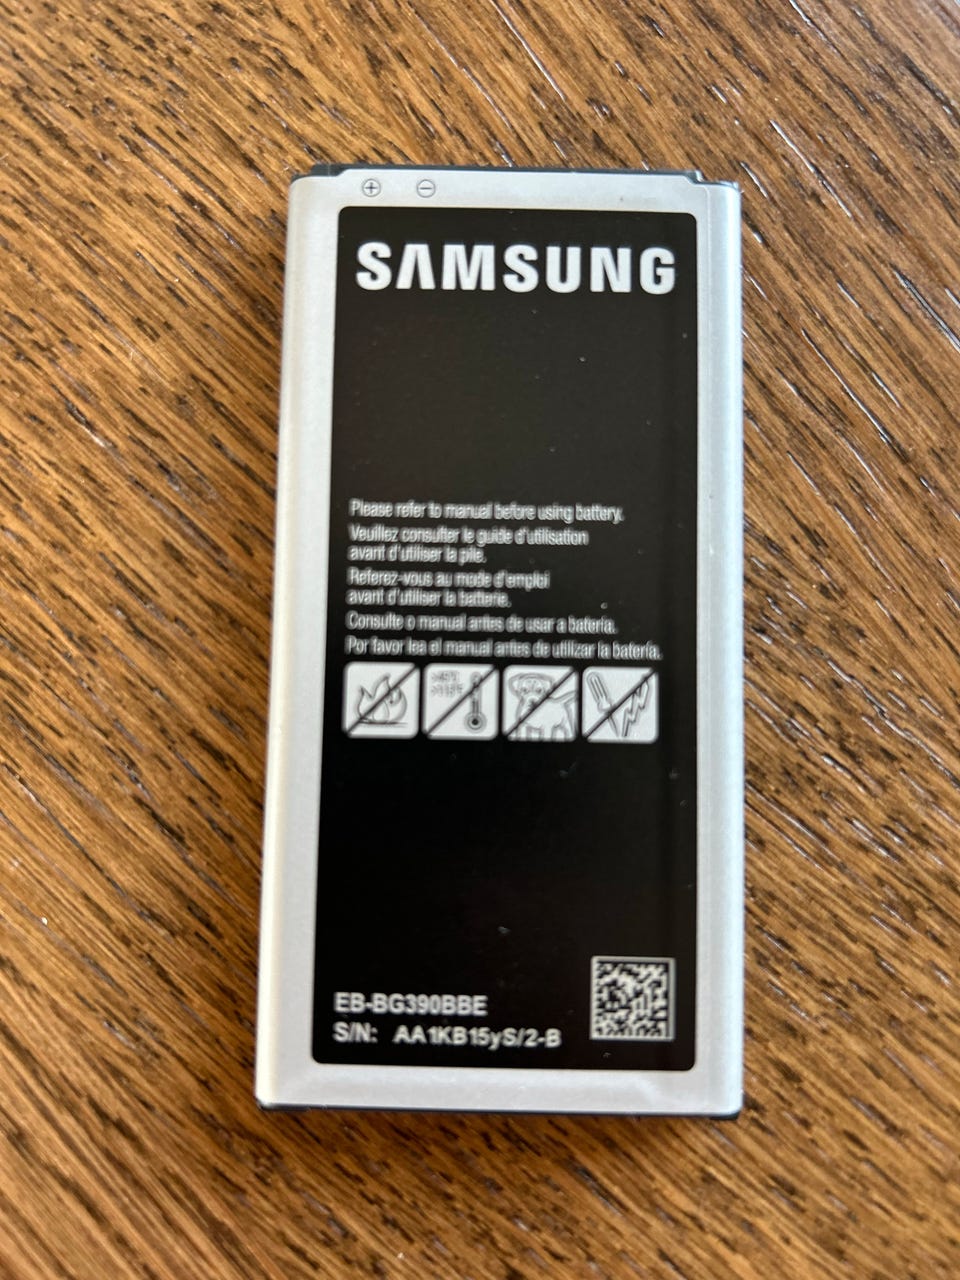 SAMSUNG
Please refer to manual before using battery.
Veuillez consulter le guide d'utilisation
avant d'utiliser la pile.
Referez-vous au mode d'emploi
avant d'utiliser la batterie.
Consulte o manual antes de usar a bateria.
Por favor lea el manual antes de utilizar la batería.
EB-BG390BBE
S/N: AA1KB15yS/2-B